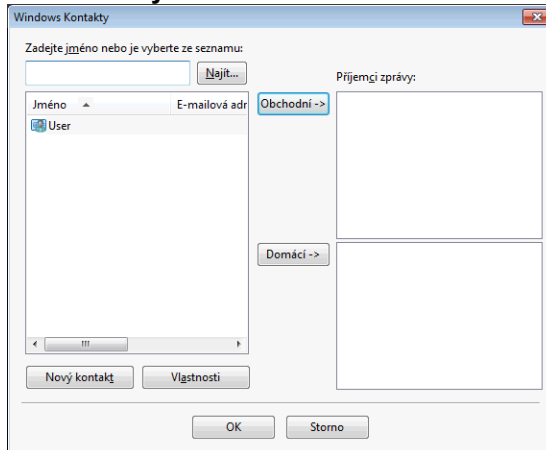 Windows Kontakty
Zadejte jméno nebo je vyberte ze seznamu:
Najít...
Příjemci zprávy:
Jméno E-mailová adr
Obchodní ->
User
Domácí ->
Nový kontakt Vlastnosti
OK Storno